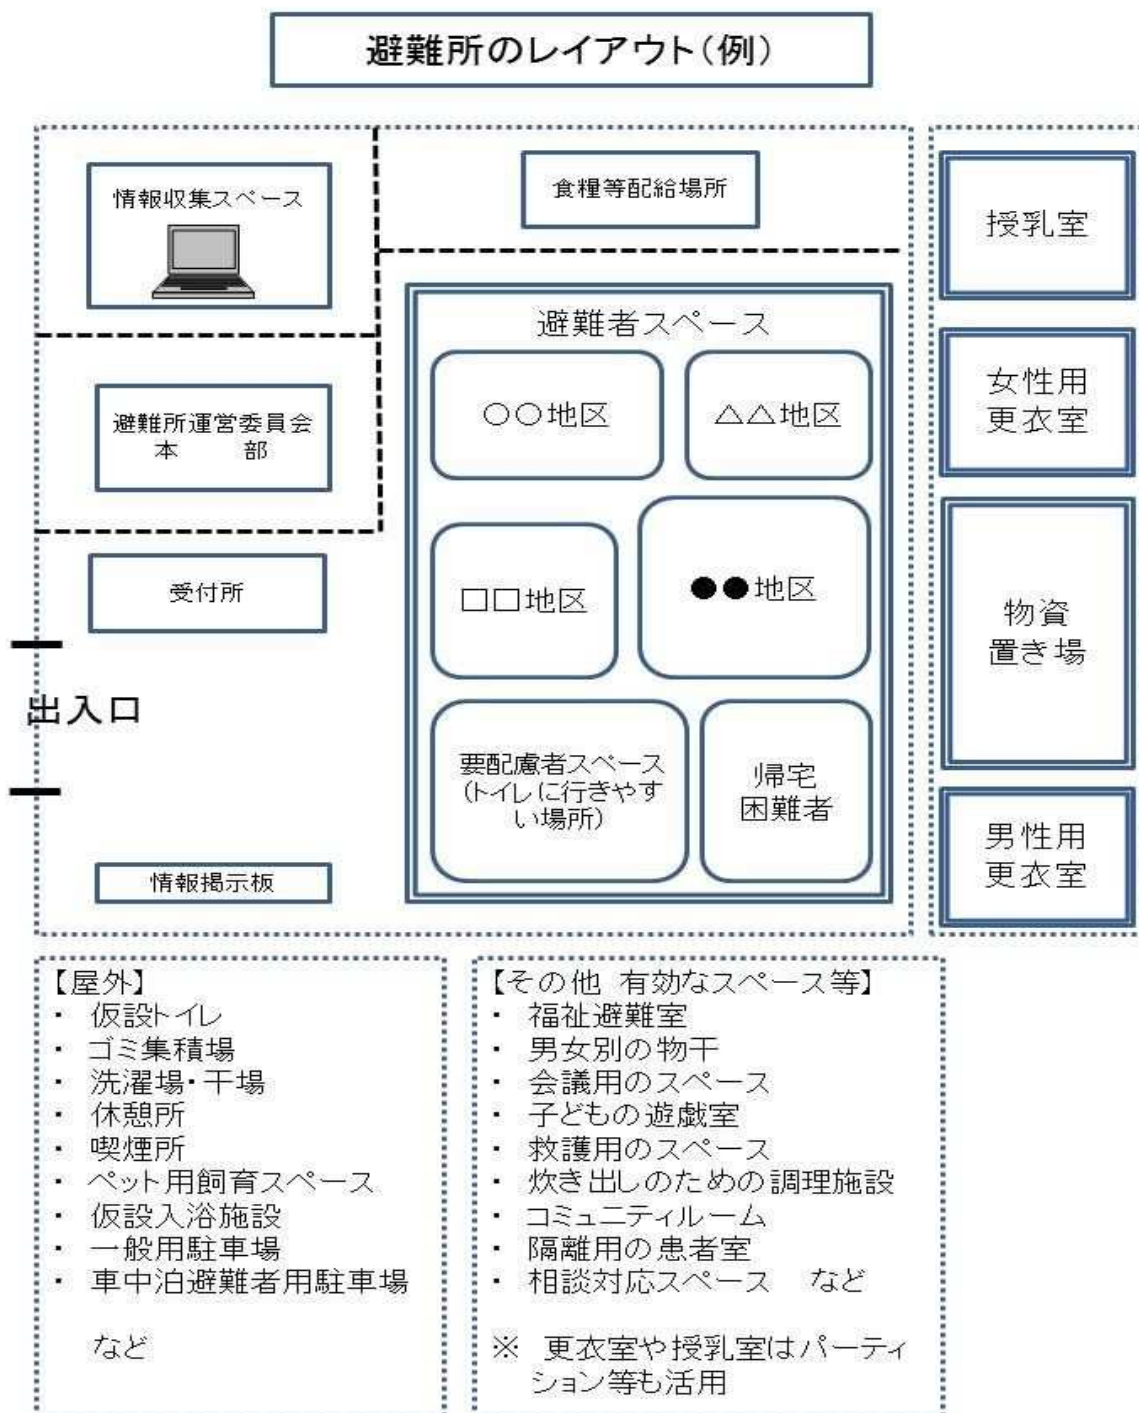 避難所のレイアウト(例)
情報収集スペース
食糧等配給場所
授乳室
避難者スペース
○○地区
△△地区
女性用
更衣室
避難所運営委員会
本　　部
□□地区
●●地区
物資
置き場
受付所
出入口
要配慮者スペース
(トイレに行きやす
い場所)
帰宅
困難者
男性用
更衣室
情報掲示板
【屋外】
・ 仮設トイレ
・ ゴミ集積場
・ 洗濯場・干場
・ 休憩所
・ 喫煙所
・ ペット用飼育スペース
・ 仮設入浴施設
・ 一般用駐車場
・ 車中泊避難者用駐車場
など
【その他 有効なスペース等】
・ 福祉避難室
・ 男女別の物干
・ 会議用のスペース
・ 子どもの遊戯室
・ 救護用のスペース
・ 炊き出しのための調理施設
・ コミュニティルーム
・ 隔離用の患者室
・ 相談対応スペース　など
※ 更衣室や授乳室はパーティ
ション等も活用